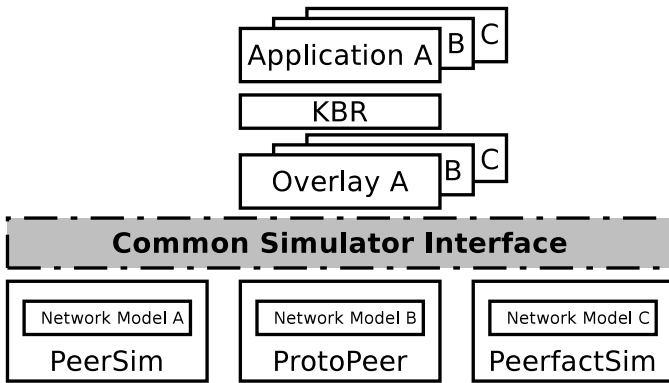 Application A
B
C
KBR
Overlay A
B
C
Common Simulator Interface
Network Model A
PeerSim
Network Model B
ProtoPeer
Network Model C
PeerfactSim